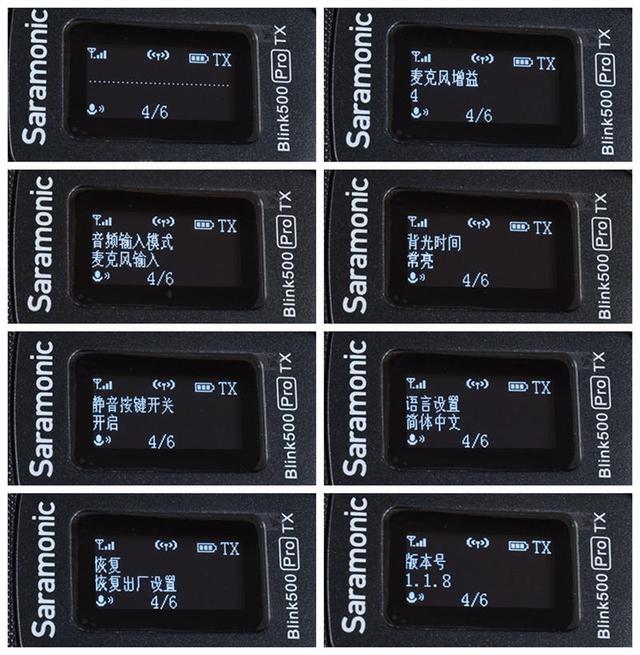 Saramonic
TX
4/6
Blink500 Pro TX
Saramonic
TX
麦克风增益
4
4/6
Blink500 Pro TX
Saramonic
TX
音频输入模式
麦克风输入
4/6
Blink500 Pro TX
Saramonic
TX
背光时间
常亮
4/6
Blink500 Pro TX
Saramonic
TX
静音按键开关
开启
4/6
Blink500 Pro TX
Saramonic
TX
语言设置
简体中文
4/6
Blink500 Pro TX
Saramonic
TX
恢复
恢复出厂设置
4/6
Blink500 Pro TX
Saramonic
TX
版本号
1.1.8
4/6
Blink500 Pro TX